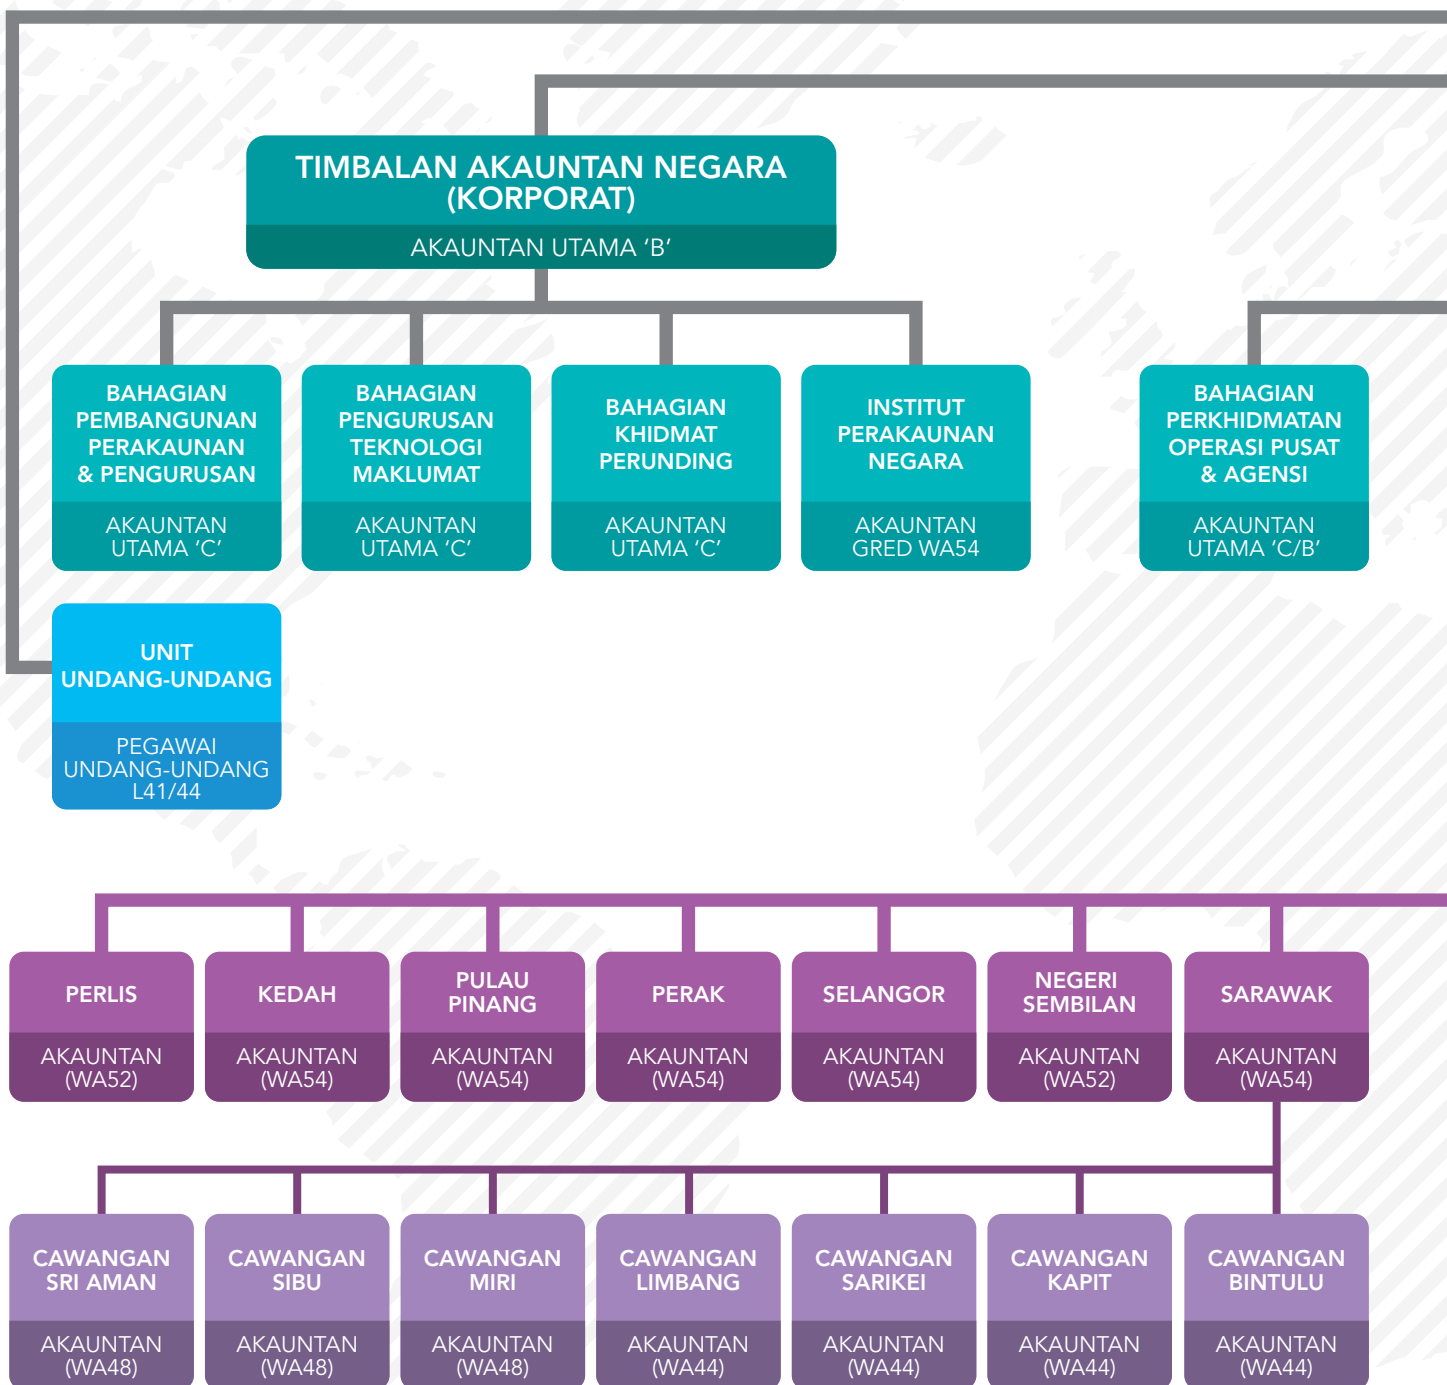 TIMBALAN AKAUNTAN NEGARA
(KORPORAT)
AKAUNTAN UTAMA ‘B’
BAHAGIAN
PEMBANGUNAN
PERAKAUNAN
& PENGURUSAN
AKAUNTAN
UTAMA ‘C’
BAHAGIAN
PENGURUSAN
TEKNOLOGI
MAKLUMAT
AKAUNTAN
UTAMA ‘C’
BAHAGIAN
KHIDMAT
PERUNDING
AKAUNTAN
UTAMA ‘C’
INSTITUT
PERAKAUNAN
NEGARA
AKAUNTAN
GRED WA54
BAHAGIAN
PERKHIDMATAN
OPERASI PUSAT
& AGENSI
AKAUNTAN
UTAMA ‘C/B’
UNIT
UNDANG-UNDANG
PEGAWAI
UNDANG-UNDANG
L41/44
PERLIS
AKAUNTAN
(WA52)
KEDAH
AKAUNTAN
(WA54)
PULAU
PINANG
AKAUNTAN
(WA54)
PERAK
AKAUNTAN
(WA54)
SELANGOR
AKAUNTAN
(WA54)
NEGERI
SEMBILAN
AKAUNTAN
(WA52)
SARAWAK
AKAUNTAN
(WA54)
CAWANGAN
SRI AMAN
AKAUNTAN
(WA48)
CAWANGAN
SIBU
AKAUNTAN
(WA48)
CAWANGAN
MIRI
AKAUNTAN
(WA48)
CAWANGAN
LIMBANG
AKAUNTAN
(WA44)
CAWANGAN
SARIKEI
AKAUNTAN
(WA44)
CAWANGAN
KAPIT
AKAUNTAN
(WA44)
CAWANGAN
BINTULU
AKAUNTAN
(WA44)